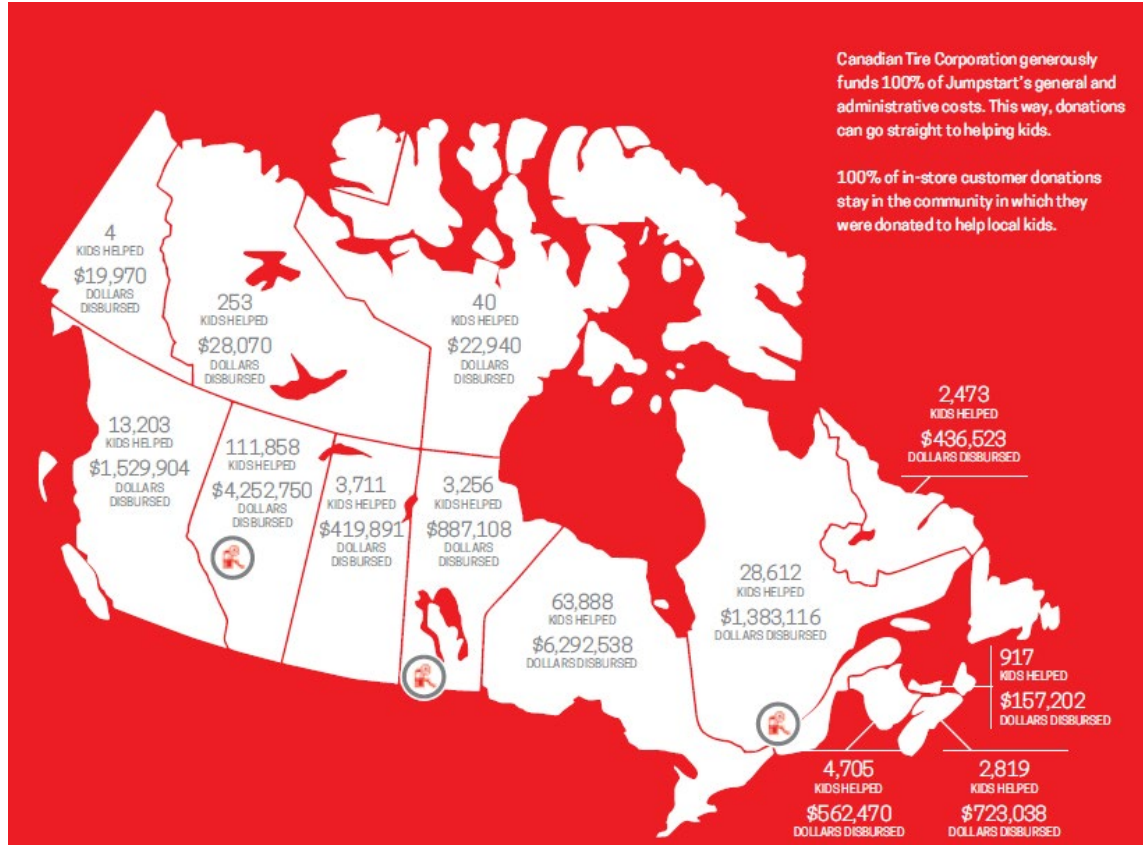 Canadian Tire Corporation generously
funds 100% of Jumpstart's general and
administrative costs. This way, donations
can go straight to helping kids.
100% of in-store customer donations
stay in the community in which they
were donated to help local kids.
4
KIDS HELPED
$19,970
DOLLARS
DISBURSED
253
KIDS HELPED
$28,070
DOLLARS
DISBURSED
40
KIDS HELPED
$22,940
DOLLARS
DISBURSED
13,203
KIDS HELPED
$1,529,904
DOLLARS
DISBURSED
111,858
KIDS HELPED
$4,252,750
DOLLARS
DISBURSED
3,711
KIDS HELPED
$419,891
DOLLARS
DISBURSED
3,256
KIDS HELPED
$887,108
DOLLARS
DISBURSED
63,888
KIDS HELPED
$6,292,538
DOLLARS DISBURSED
28,612
KIDS HELPED
$1,383,116
DOLLARS DISBURSED
2,473
KIDS HELPED
$436,523
DOLLARS DISBURSED
917
KIDS HELPED
$157,202
DOLLARS DISBURSED
4,705
KIDS HELPED
$562,470
DOLLARS DISBURSED
2,819
KIDS HELPED
$723,038
DOLLARS DISBURSED